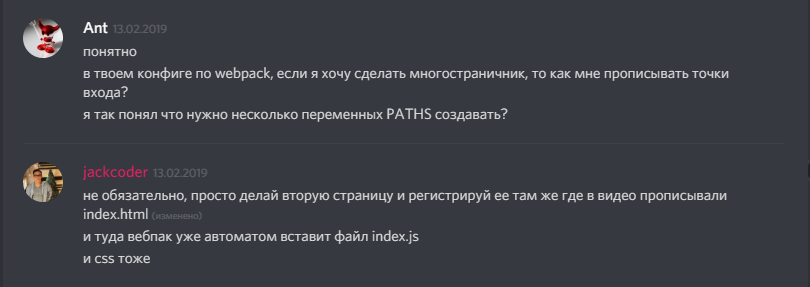 Ant 13.02.2019
понятно
в твоем конфиге по webpack, если я хочу сделать многостраничник, то как мне прописывать точки
входа?
я так понял что нужно несколько переменных PATHS создавать?
jackcoder 13.02.2019
не обязательно, просто делай вторую страницу и регистрируй ее там же где в видео прописывали
index.html (изменено)
и туда вебпак уже автоматом вставит файл index.js
и css тоже